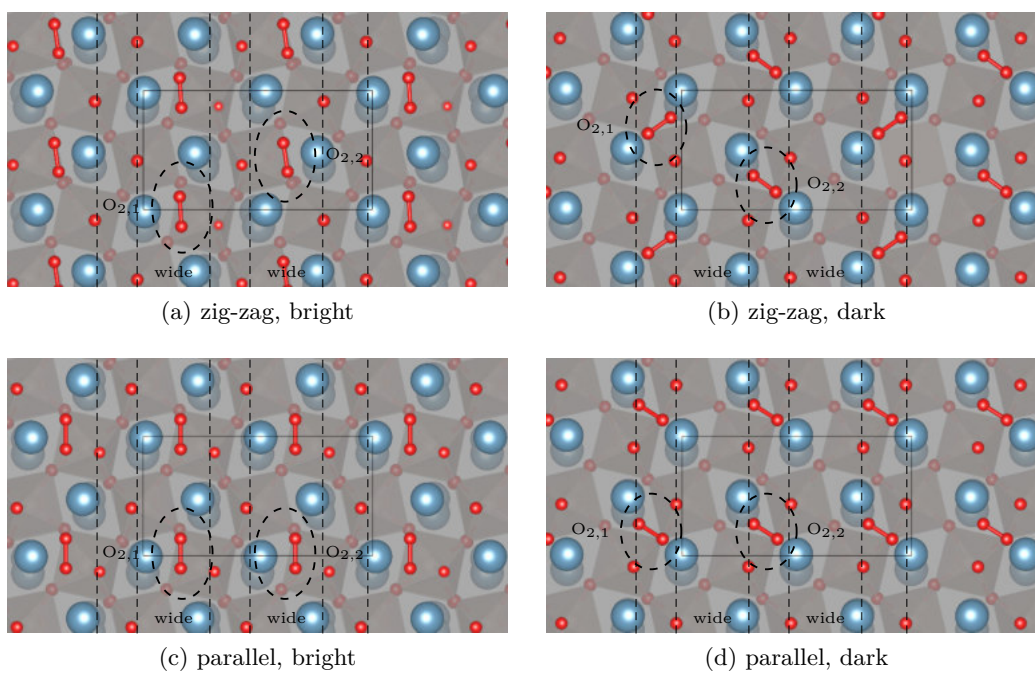 O2,1
O2,2
wide
wide
(a) zig-zag, bright
O2,1
O2,2
wide
wide
(b) zig-zag, dark
O2,1
O2,2
wide
wide
(c) parallel, bright
O2,1
O2,2
wide
wide
(d) parallel, dark